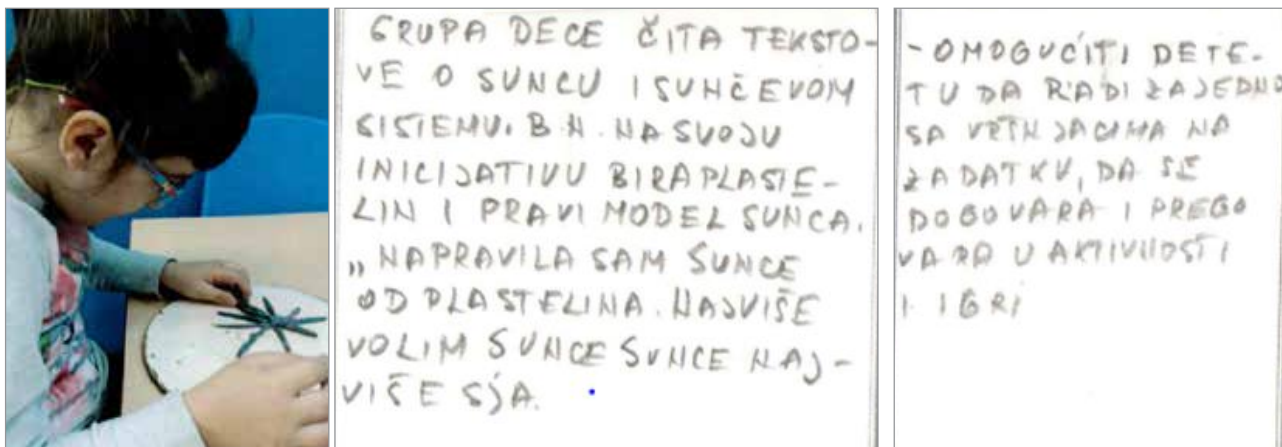 GRUPA DECE ČITA TEKSTO-
VE O SUNCU I SUNČEVOM
SISTEMU. B.N. NA SVOJU
INICIJATIVU BIRA PLASTE-
LIN I PRAVI MODEL SUNCA.
„NAPRAVILA SAM SUNCE
OD PLASTELINA. NAJVIŠE
VOLIM SUNCE SUNCE NAJ-
VIŠE SJA.
- OMOGUĆITI DETE-
TU DA RADI ZAJEDNO
SA VRŠNJACIMA NA
ZADATKU, DA SE
DOGOVARA I PREGO
VARA U AKTIVNOSTI
I IGRI